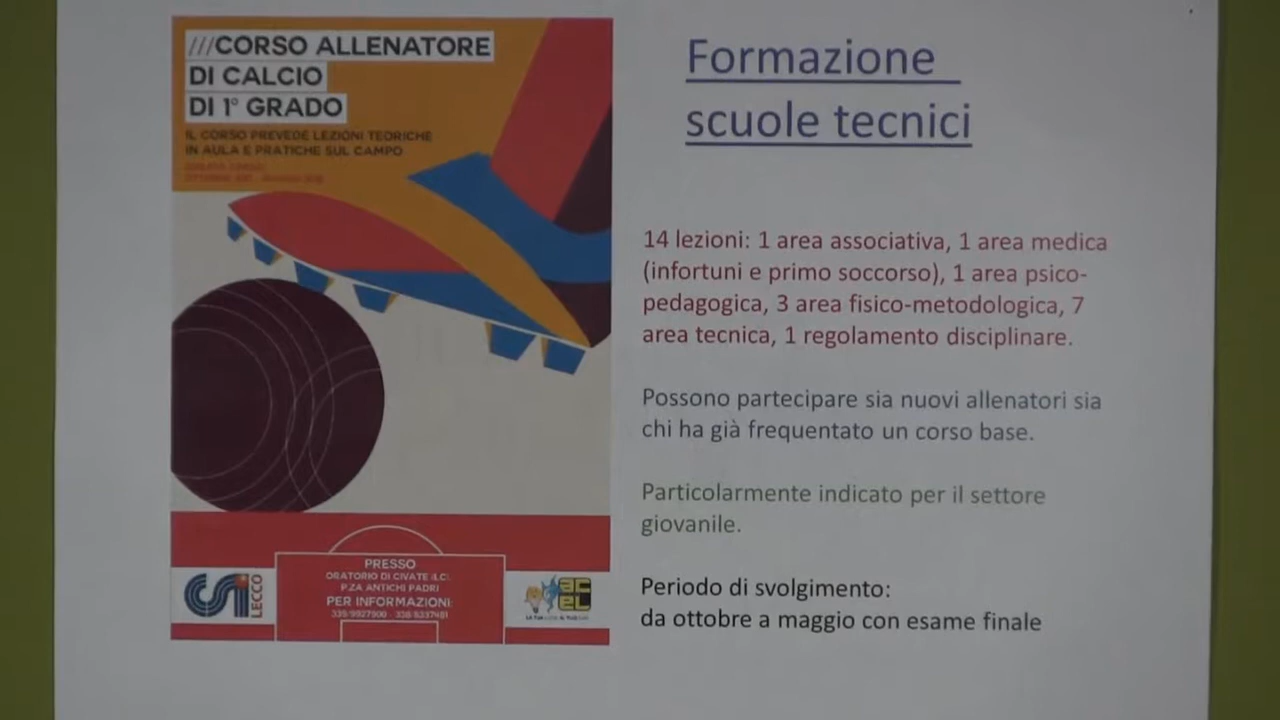 ///CORSO ALLENATORE
DI CALCIO
DI 1° GRADO
IL CORSO PREVEDE LEZIONI TEORICHE
IN AULA E PRATICHE SUL CAMPO
PRESSO
ORATORIO DI CIVATE (LC),
P.ZA ANTICHI PADRI
PER INFORMAZIONI:
CSI
LECCO
acel
Formazione
scuole tecnici
14 lezioni: 1 area associativa, 1 area medica
(infortuni e primo soccorso), 1 area psico-
pedagogica, 3 area fisico-metodologica, 7
area tecnica, 1 regolamento disciplinare.
Possono partecipare sia nuovi allenatori sia
chi ha già frequentato un corso base.
Particolarmente indicato per il settore
giovanile.
Periodo di svolgimento:
da ottobre a maggio con esame finale